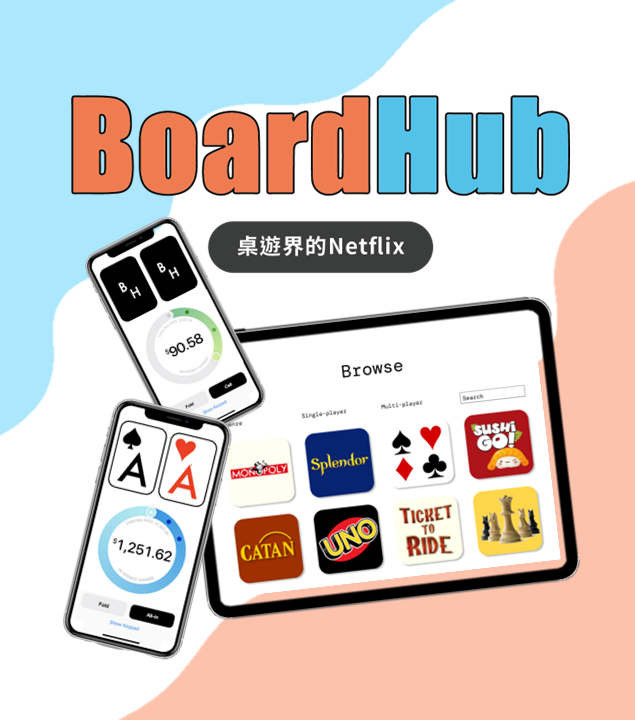 BoardHub
桌遊界的Netflix
B
H
B
H
$90.58
Fold
Call
Show Keypad
A
A
$1,251.62
Fold
All-in
Show Keypad
Browse
Single-player
Multi-player
Search
MONOPOLY
Splendor
SUSHI
GO!
CATAN
UNO
TICKET
TO
RIDE